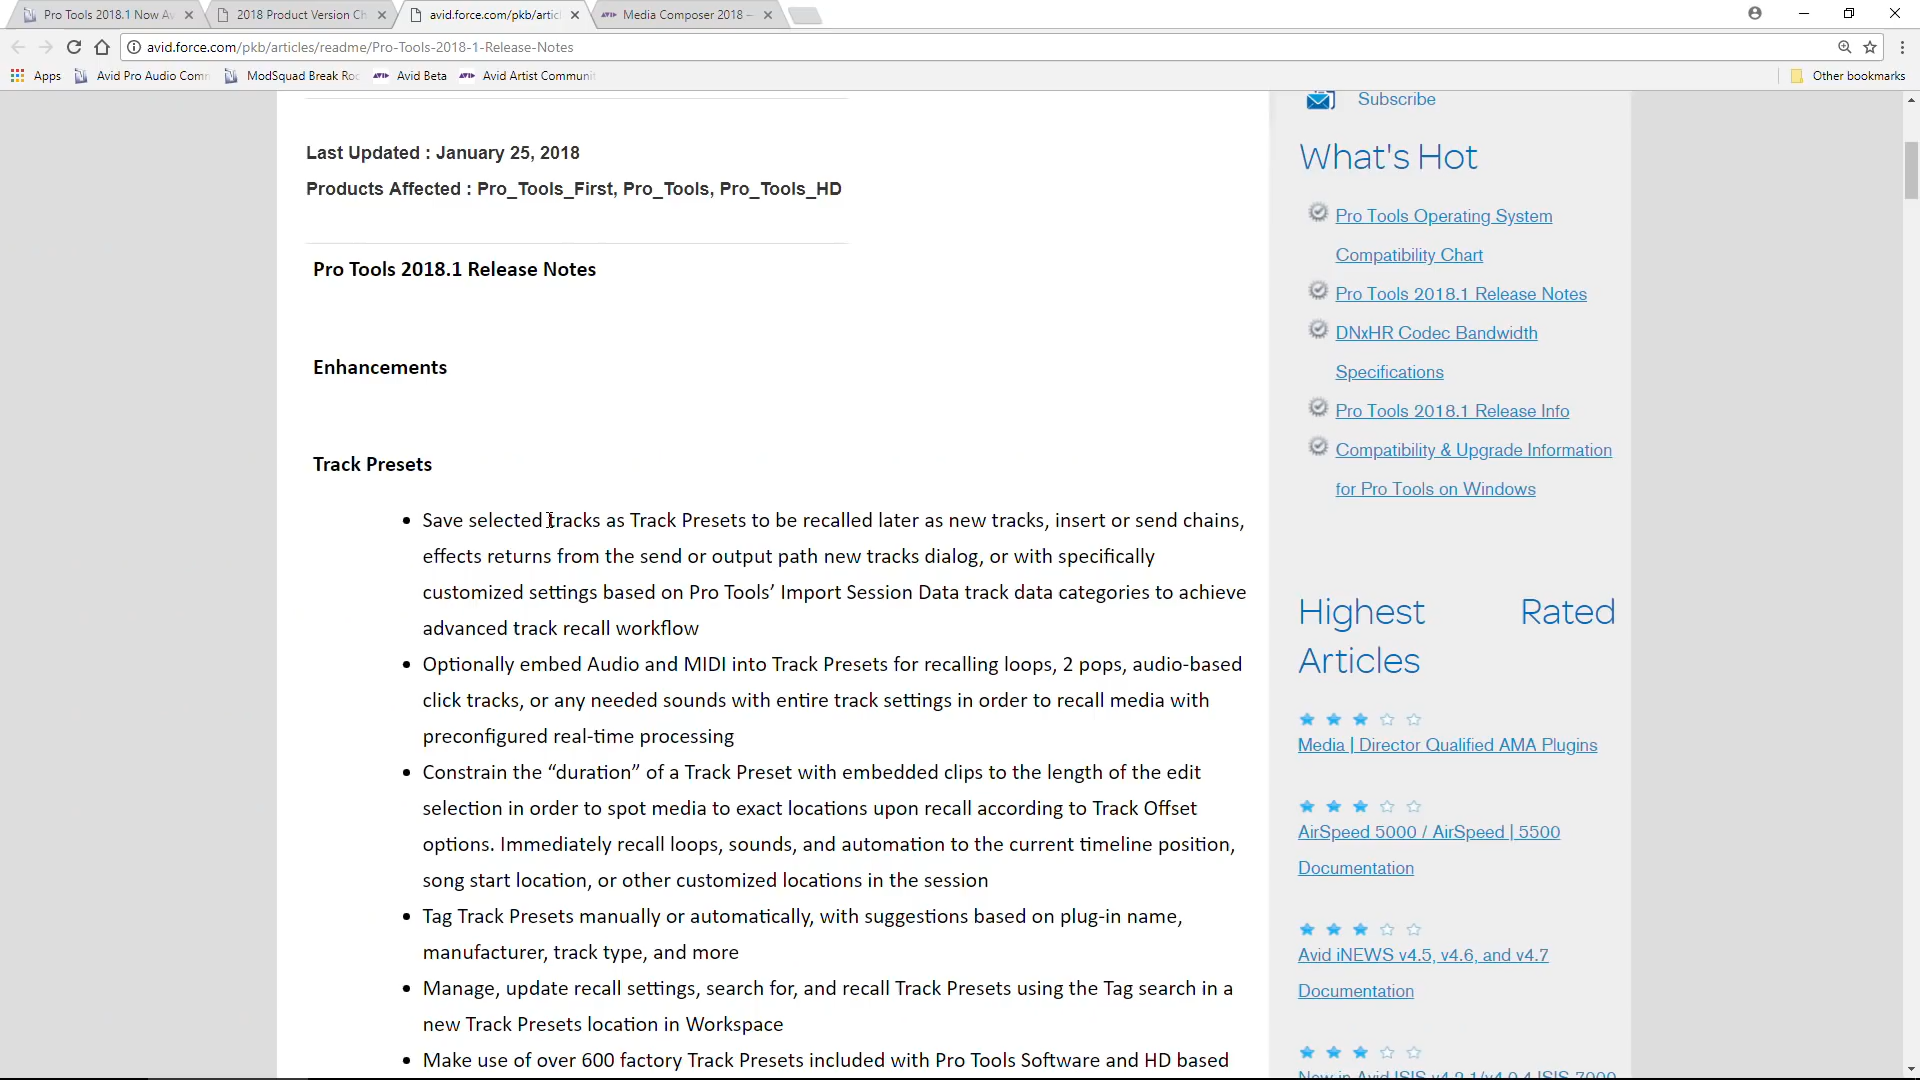 Pro Tools 2018.1 Now Av
2018 Product Version Ch
avid.force.com/pkb/artic
Media Composer 2018 –
avid.force.com/pkb/articles/readme/Pro-Tools-2018-1-Release-Notes
Apps
Avid Pro Audio Comm
ModSquad Break Roo
Avid Beta
Avid Artist Communit
Other bookmarks
Last Updated : January 25, 2018
Products Affected : Pro_Tools_First, Pro_Tools, Pro_Tools_HD
Pro Tools 2018.1 Release Notes
Enhancements
Track Presets
• Save selected tracks as Track Presets to be recalled later as new tracks, insert or send chains,
effects returns from the send or output path new tracks dialog, or with specifically
customized settings based on Pro Tools’ Import Session Data track data categories to achieve
advanced track recall workflow
• Optionally embed Audio and MIDI into Track Presets for recalling loops, 2 pops, audio-based
click tracks, or any needed sounds with entire track settings in order to recall media with
preconfigured real-time processing
• Constrain the “duration” of a Track Preset with embedded clips to the length of the edit
selection in order to spot media to exact locations upon recall according to Track Offset
options. Immediately recall loops, sounds, and automation to the current timeline position,
song start location, or other customized locations in the session
• Tag Track Presets manually or automatically, with suggestions based on plug-in name,
manufacturer, track type, and more
• Manage, update recall settings, search for, and recall Track Presets using the Tag search in a
new Track Presets location in Workspace
• Make use of over 600 factory Track Presets included with Pro Tools Software and HD based
Subscribe
What's Hot
Pro Tools Operating System
Compatibility Chart
Pro Tools 2018.1 Release Notes
DNxHR Codec Bandwidth
Specifications
Pro Tools 2018.1 Release Info
Compatibility & Upgrade Information
for Pro Tools on Windows
Highest Rated
Articles
Media | Director Qualified AMA Plugins
AirSpeed 5000 / AirSpeed | 5500
Documentation
Avid iNEWS v4.5, v4.6, and v4.7
Documentation